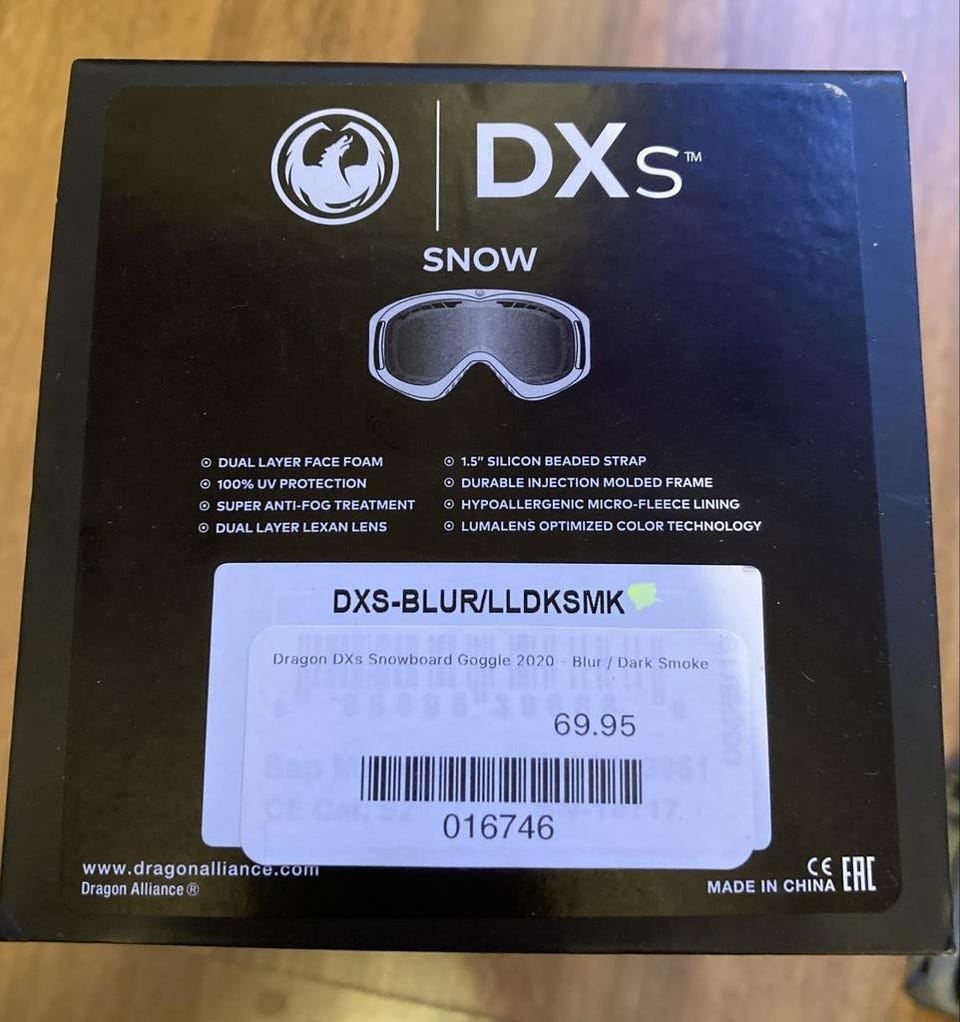 DXs™
SNOW
DUAL LAYER FACE FOAM
100% UV PROTECTION
SUPER ANTI-FOG TREATMENT
DUAL LAYER LEXAN LENS
1.5" SILICON BEADED STRAP
DURABLE INJECTION MOLDED FRAME
HYPOALLERGENIC MICRO-FLEECE LINING
LUMALENS OPTIMIZED COLOR TECHNOLOGY
DXS-BLUR/LLDKSMK
Dragon DXs Snowboard Goggle 2020 - Blur / Dark Smoke
69.95
016746
www.dragonalliance.com
Dragon Alliance ®
CE EAC
MADE IN CHINA